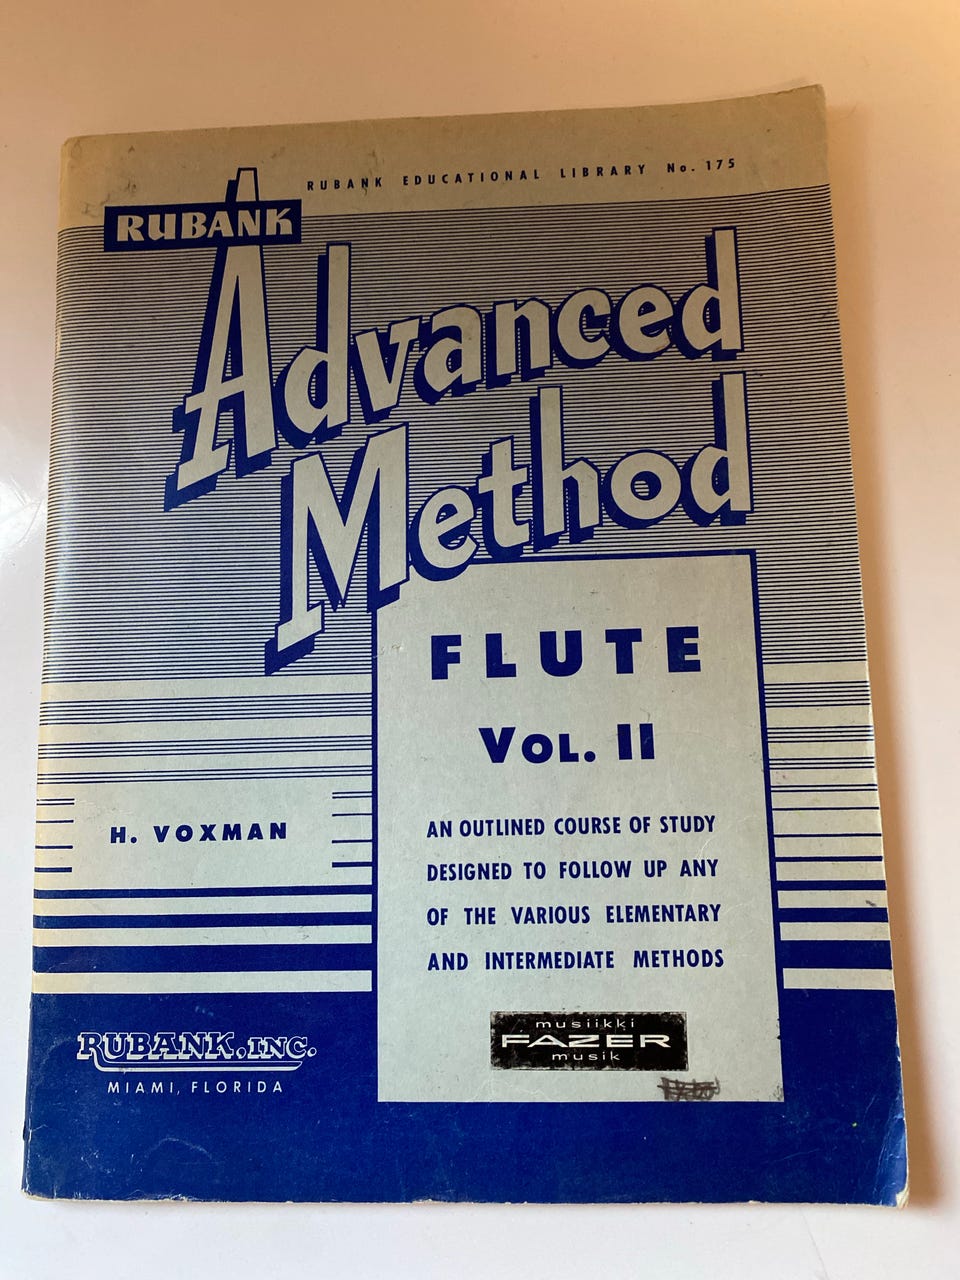 RUBANK EDUCATIONAL LIBRARY No. 175
RUBANK
Advanced
Method
FLUTE
VOL. II
H. VOXMAN
AN OUTLINED COURSE OF STUDY
DESIGNED TO FOLLOW UP ANY
OF THE VARIOUS ELEMENTARY
AND INTERMEDIATE METHODS
musiikki
FAZER
musik
RUBANK, INC.
MIAMI, FLORIDA